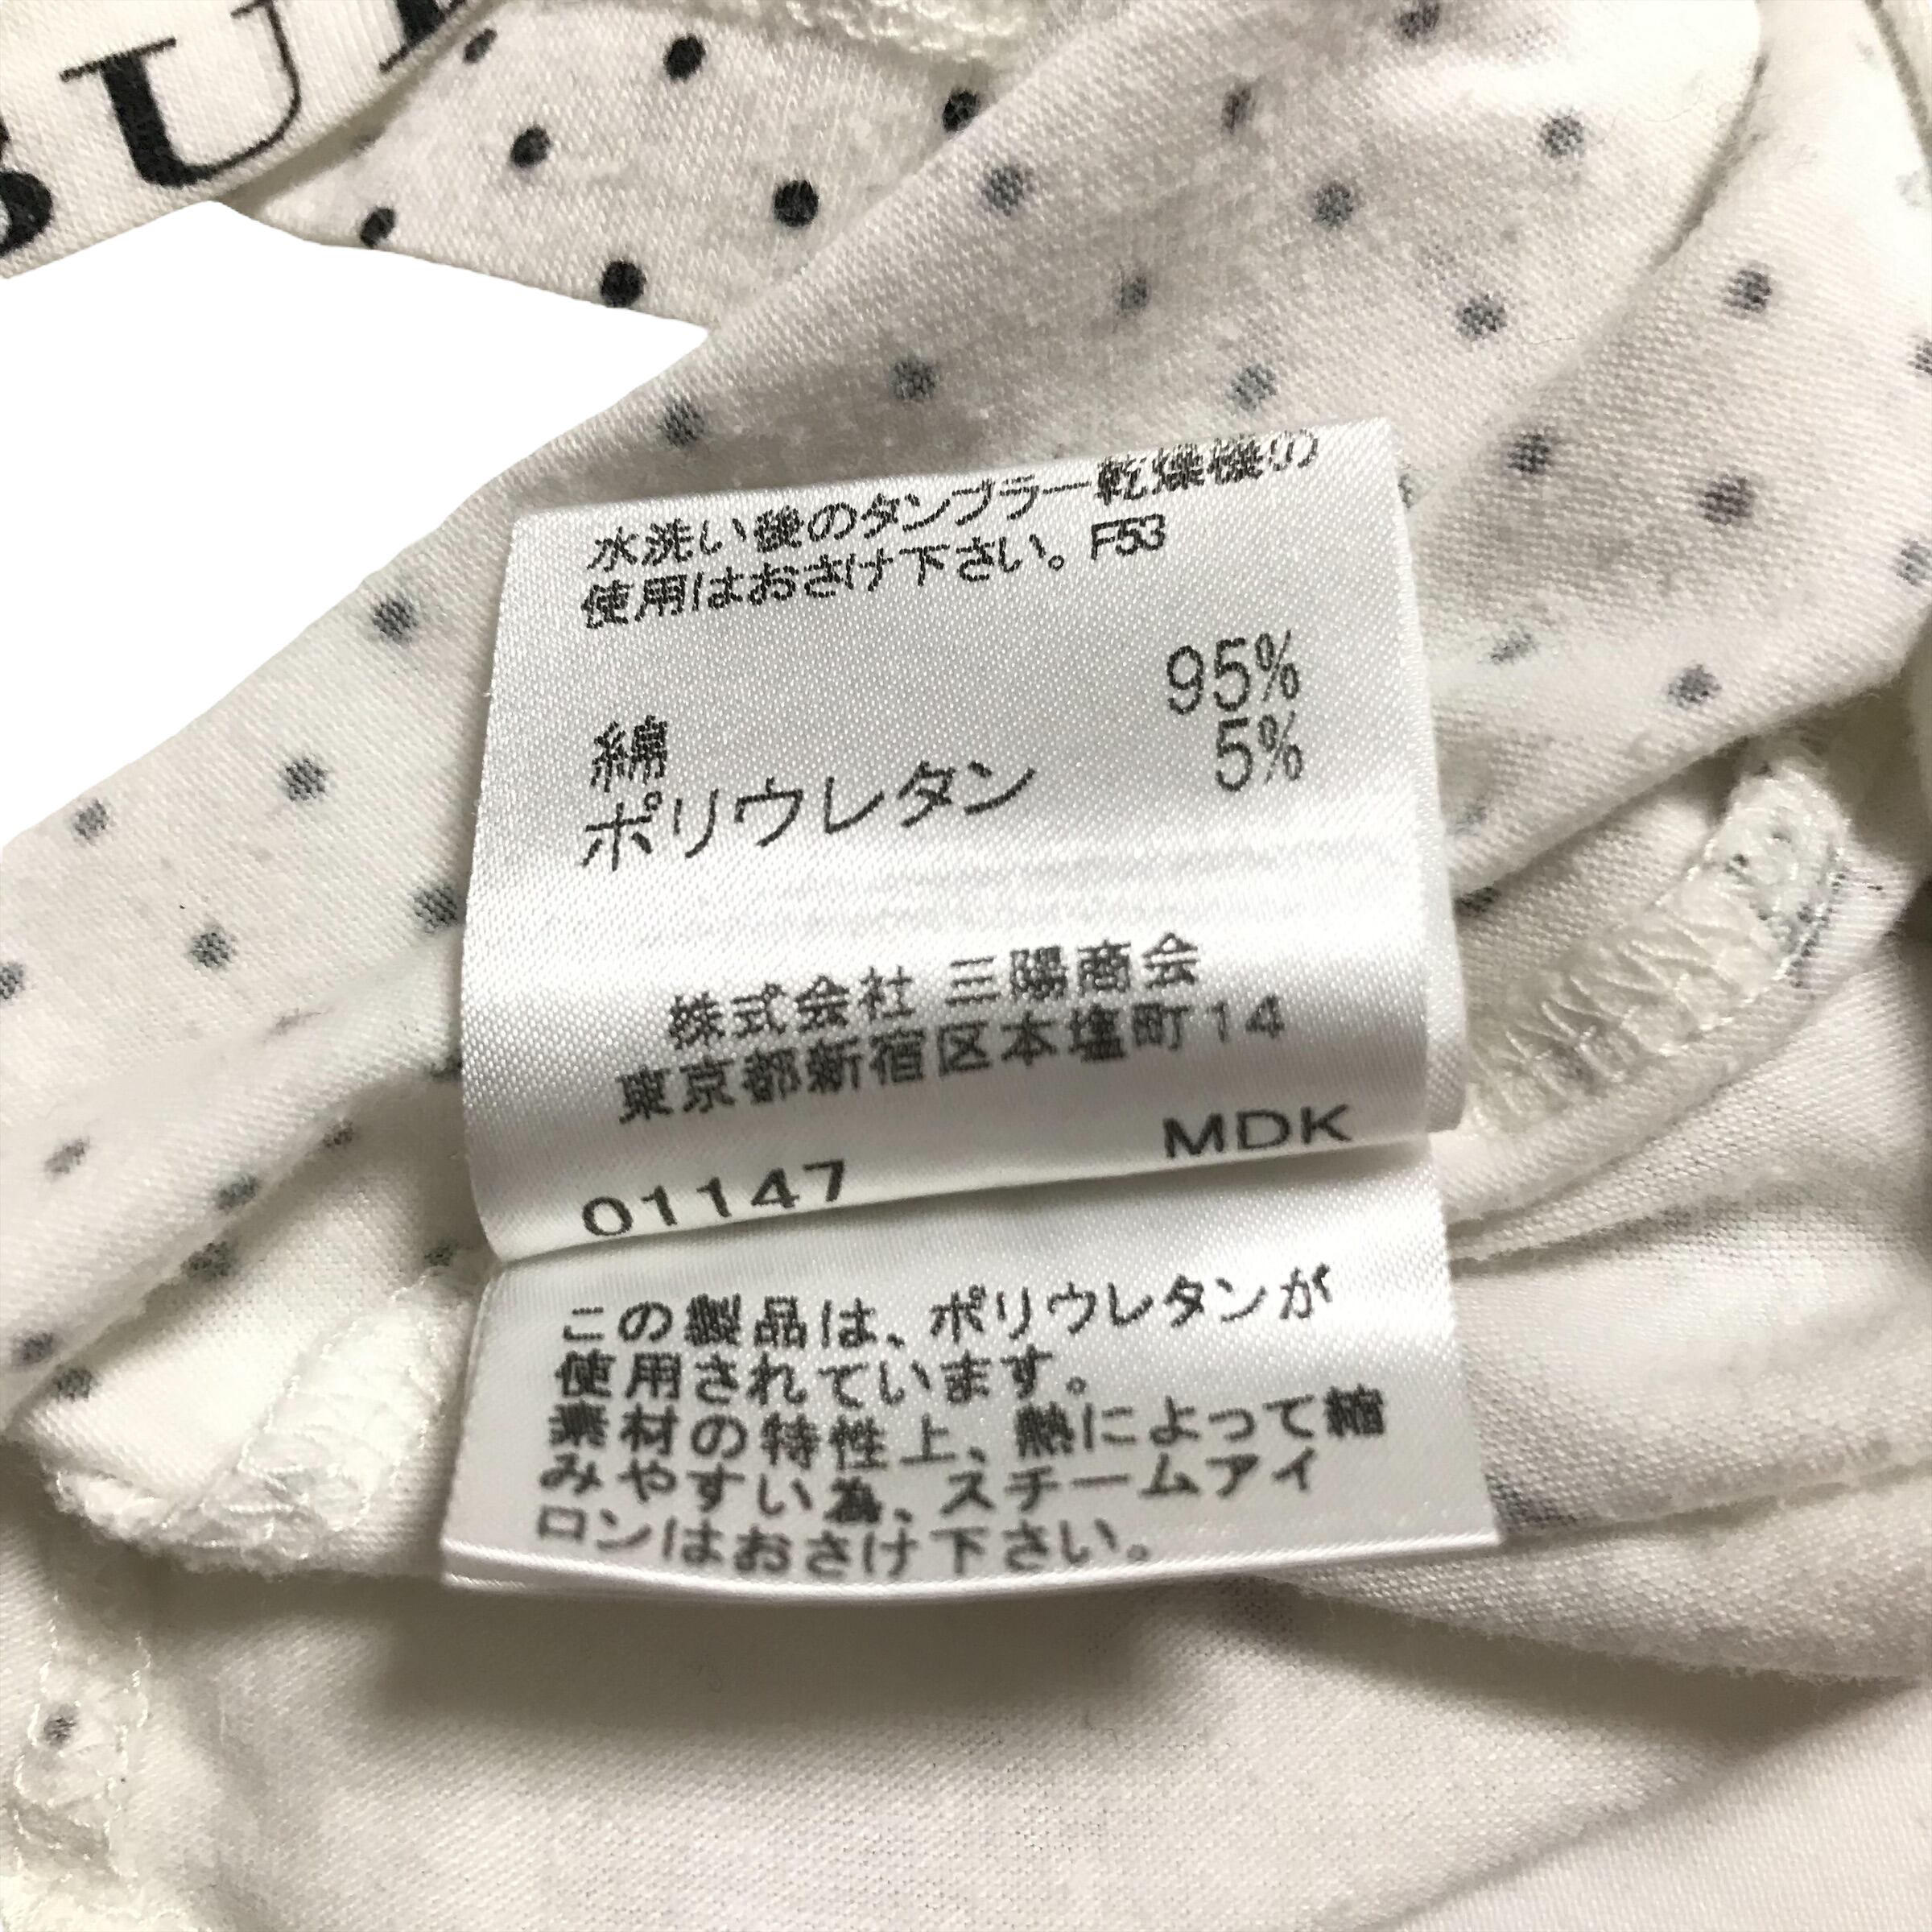 BU
水洗い後のタンブラー乾燥機の
使用はおさけ下さい。F53
綿 95%
ポリウレタン 5%
株式会社 三陽商会
東京都新宿区本塩町14
01147 MDK
この製品は、ポリウレタンが
使用されています。
素材の特性上、熱によって縮
みやすい為、スチームアイ
ロンはおさけ下さい。